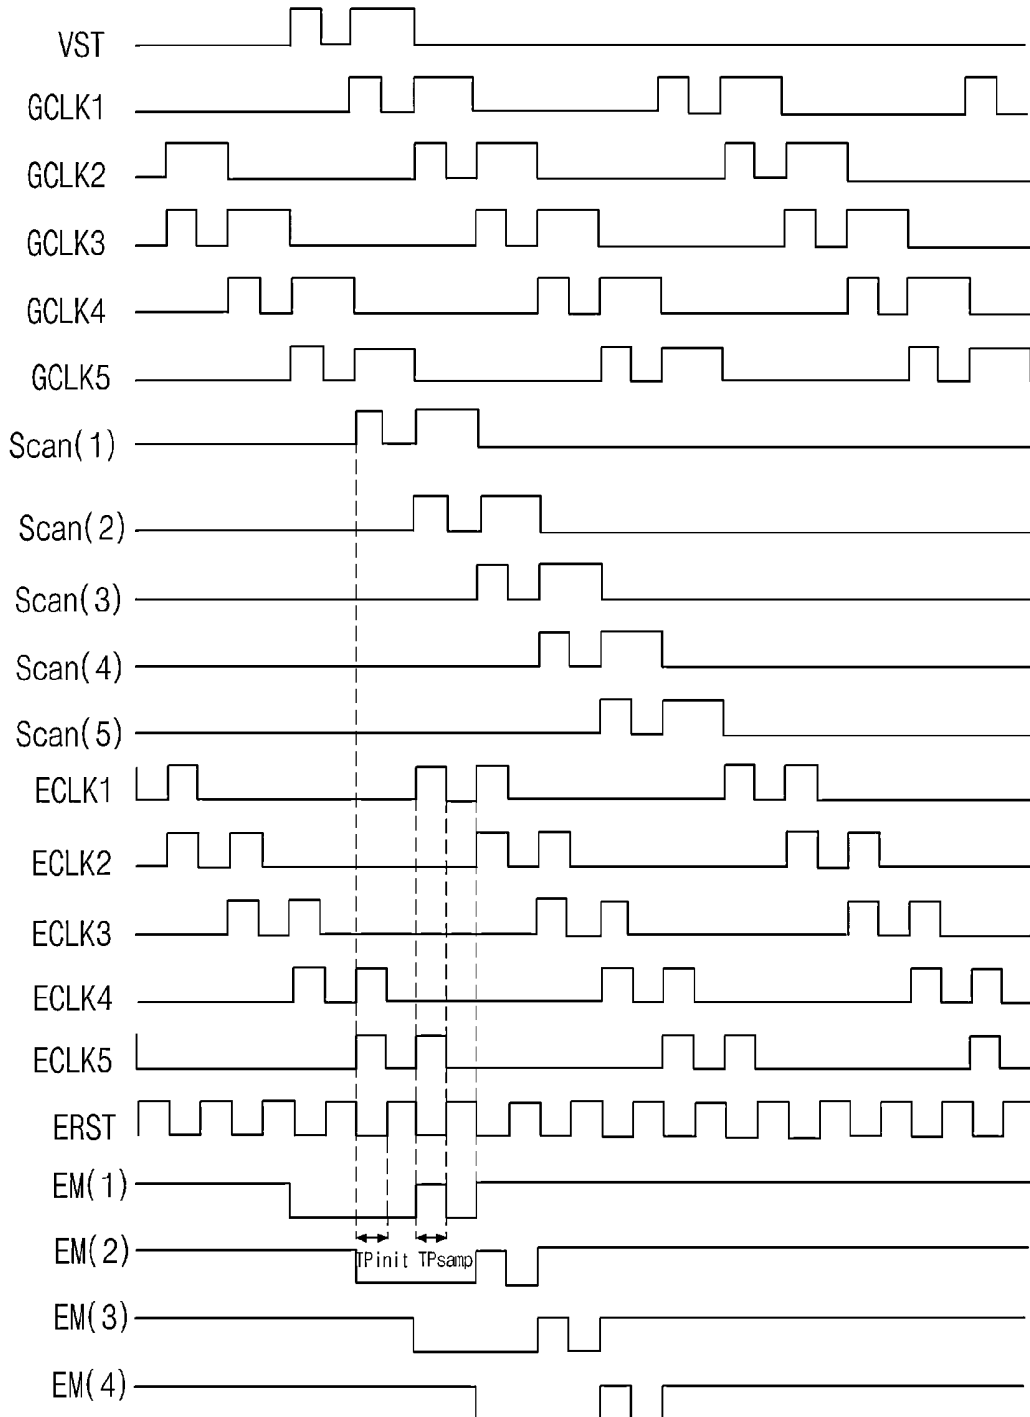 VST
GCLK1
GCLK2
GCLK3
GCLK4
GCLK5
Scan(1)
Scan(2)
Scan(3)
Scan(4)
Scan(5)
ECLK1
ECLK2
ECLK3
ECLK4
ECLK5
ERST
EM(1)
EM(2)
TPinit TPsamp
EM(3)
EM(4)